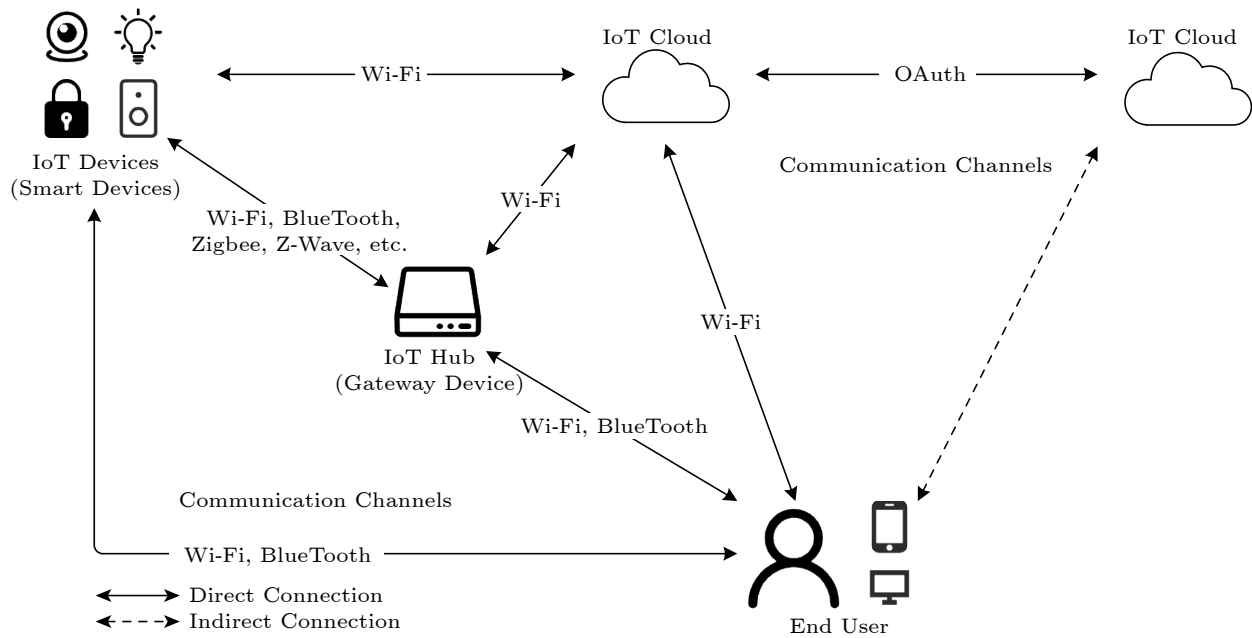 IoT Cloud
IoT Cloud
Wi-Fi
OAuth
IoT Devices
(Smart Devices)
Communication Channels
Wi-Fi
Wi-Fi, BlueTooth,
Zigbee, Z-Wave, etc.
Wi-Fi
IoT Hub
(Gateway Device)
Wi-Fi, BlueTooth
Communication Channels
Wi-Fi, BlueTooth
Direct Connection
Indirect Connection
End User